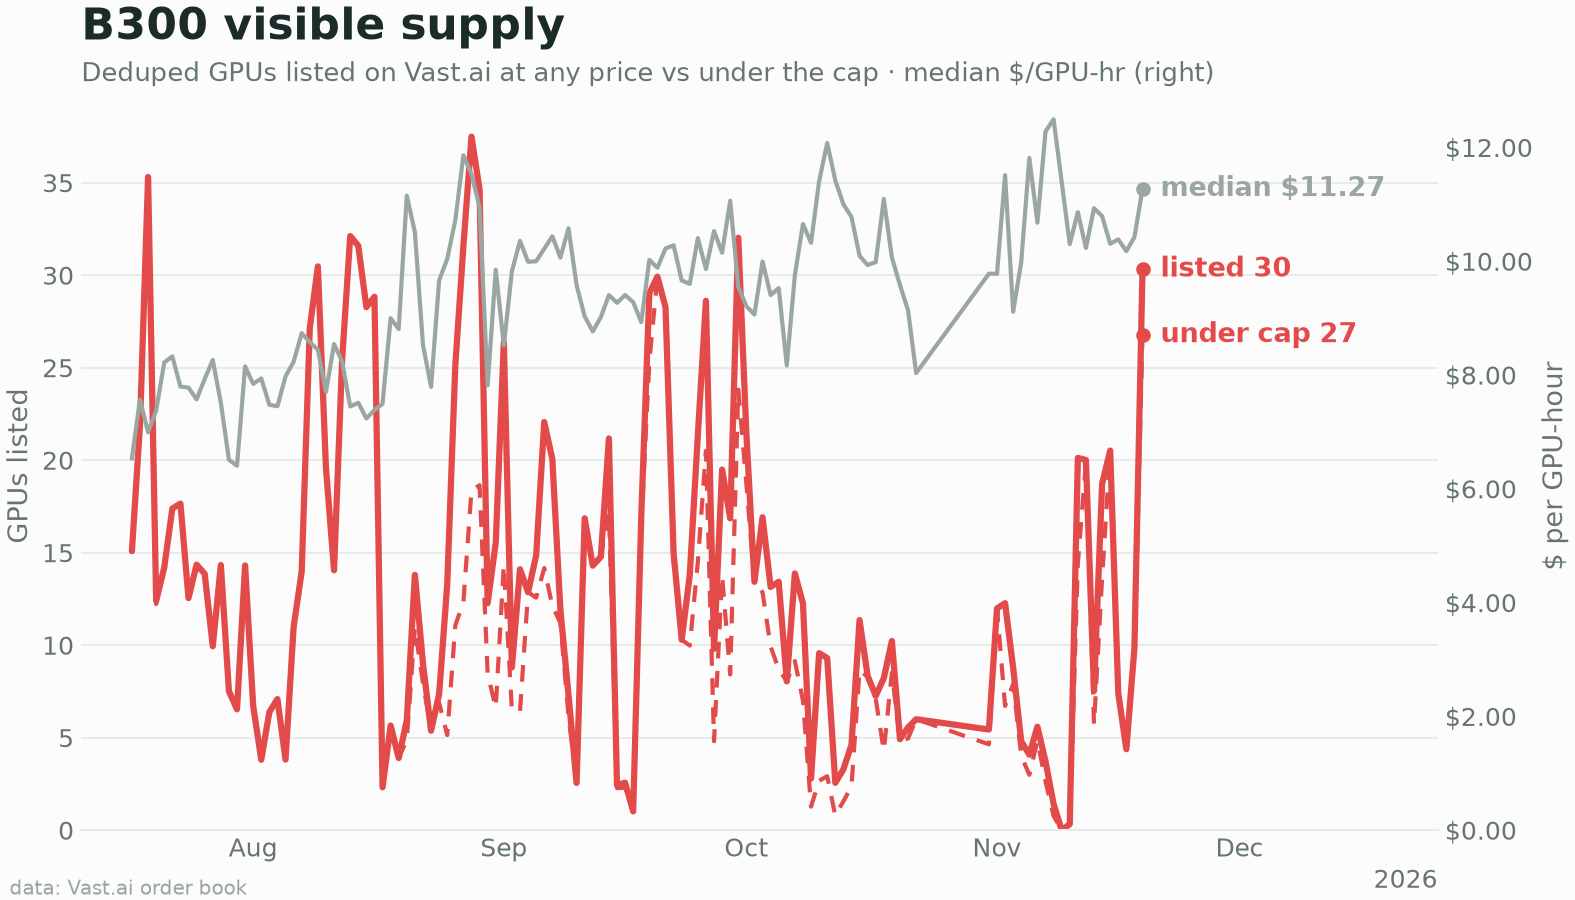 B300 visible supply
Deduped GPUs listed on Vast.ai at any price vs under the cap · median $/GPU-hr (right)
$12.00
35
median $11.27
30
listed 30
$10.00
under cap 27
25
$8.00
GPUs listed
$ per GPU-hour
20
$6.00
15
$4.00
10
$2.00
5
0
$0.00
Aug
Sep
Oct
Nov
Dec
2026
data: Vast.ai order book